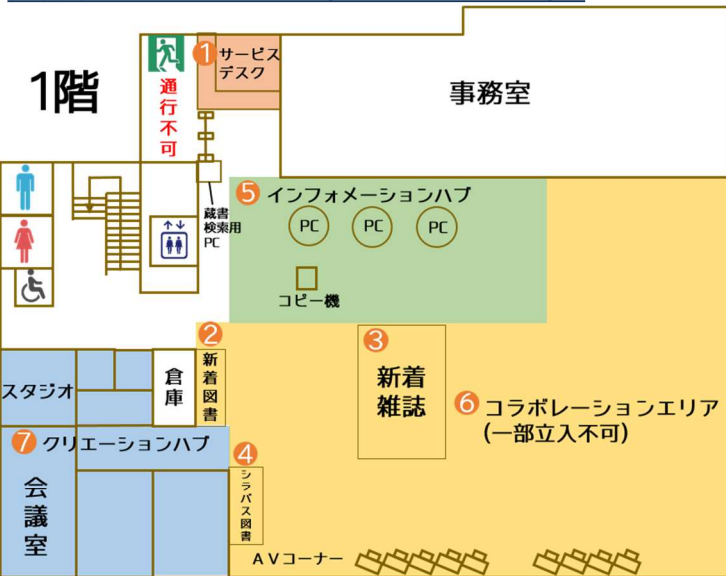 1階
通
行
不
可
1 サービス
デスク
事務室
蔵書
検索用
PC
5 インフォメーションハブ
PC
PC
PC
コピー機
2
新
着
図
書
3
新着
雑誌
6 コラボレーションエリア
(一部立入不可)
スタジオ
倉
庫
7 クリエーションハブ
会
議
室
4
シ
ラ
バ
ス
図
書
AVコーナー